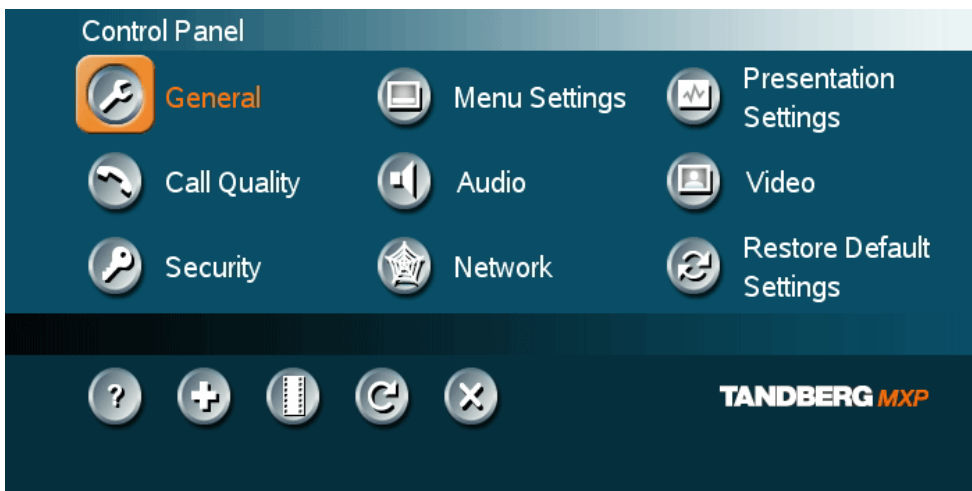 Control Panel
General
Menu Settings
Presentation
Settings
Call Quality
Audio
Video
Security
Network
Restore Default
Settings
?
TANDBERG MXP